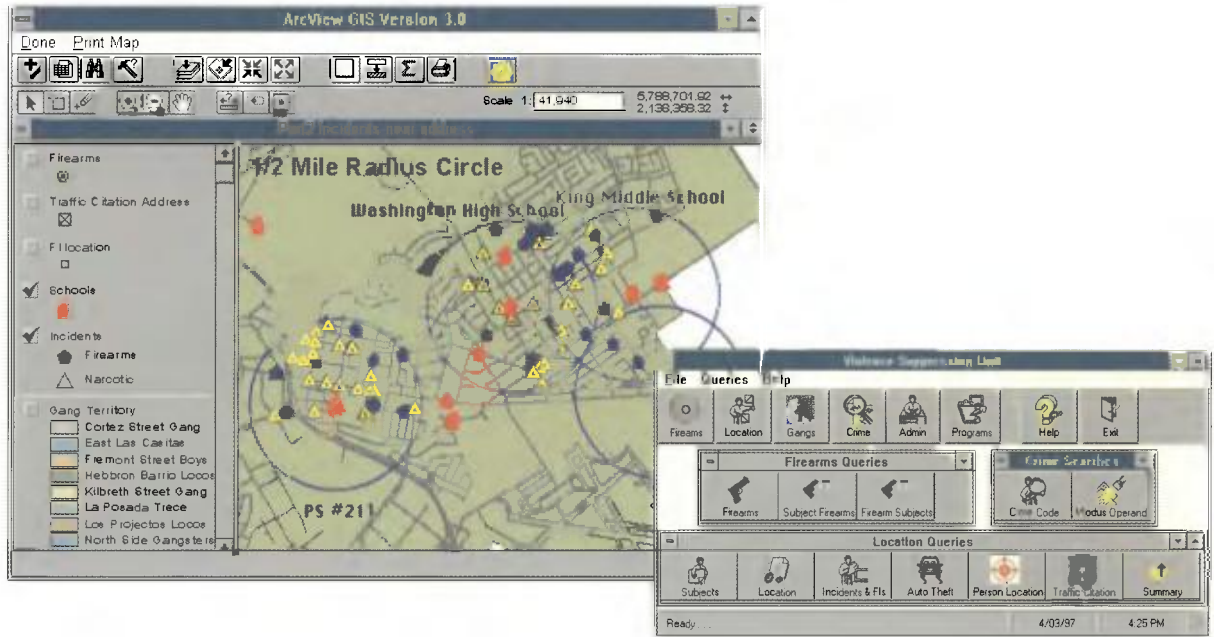 ArcView GIS Version 3.0
Done Print Map
Scale 1: 41,940
5,788,701.92
2,138,358.32
Find incidents near address
Firearms
Traffic Citation Address
FI location
Schools
Incidents
Firearms
Narcotic
Gang Territory
Cortez Street Gang
East Las Casitas
Fremont Street Boys
Hebbron Barrio Locos
Kilbreth Street Gang
La Posada Trece
Los Projectos Locos
North Side Gangsters
1/2 Mile Radius Circle
King Middle School
Washington High School
PS #211
Violence Suppression Unit
File Queries Help
Firearms Location Gangs Crime Admin Programs Help Exit
Firearms Queries
Firearms Subject Firearms Firearm Subjects
Crime Searches
Crime Code Modus Operand
Location Queries
Subjects Location Incidents & FIs Auto Theft Person Location Traffic Citation Summary
Ready...
4/03/97 4:25 PM